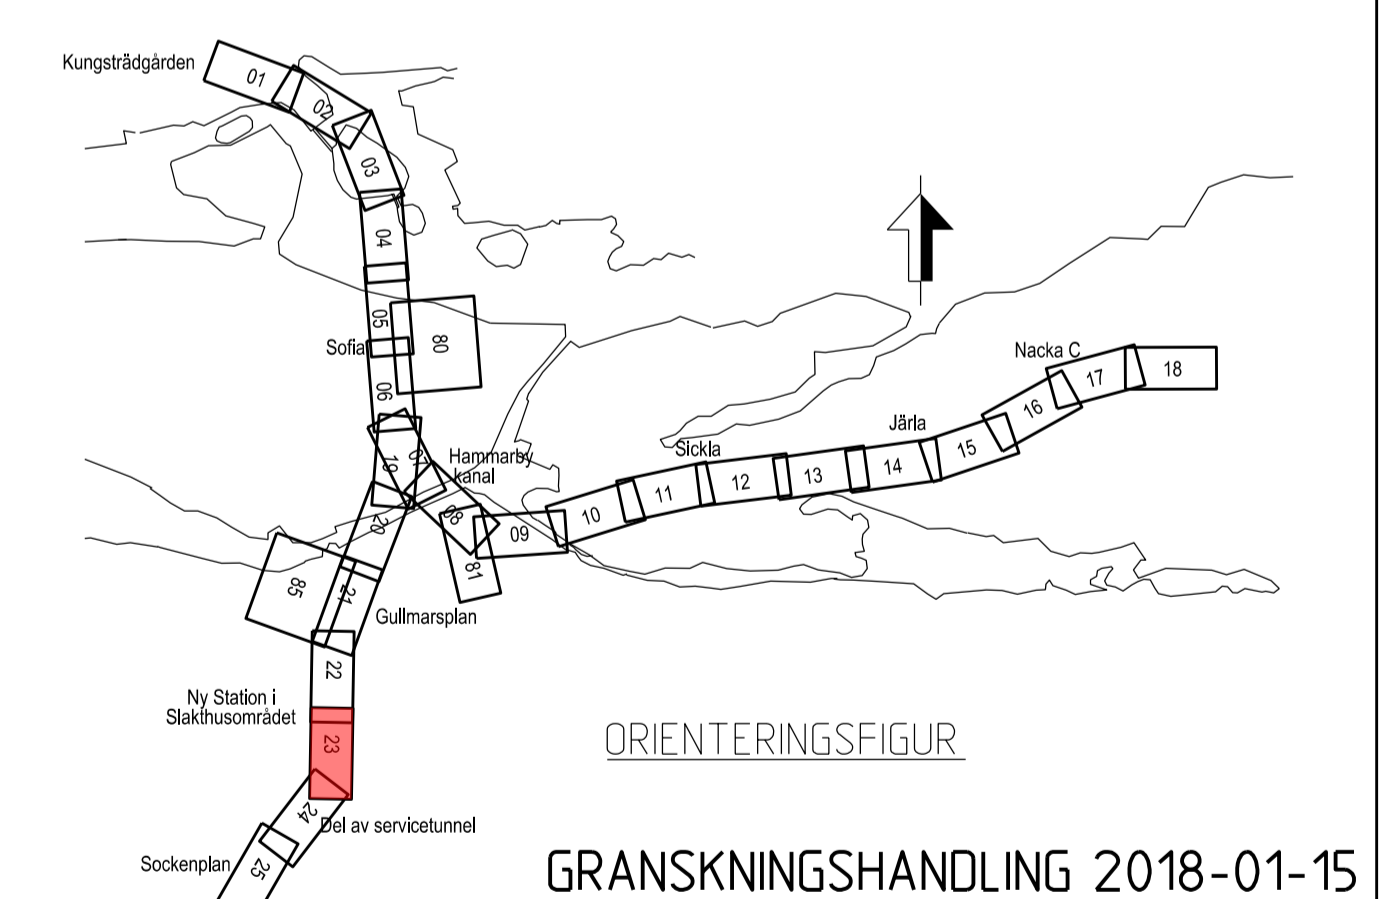 Kungsträdgården
01
02
03
04
05
Sofia
80
06
Nacka C
17
18
16
Järla
15
Sickla
14
13
12
11
10
Hammarby
kanal
07
19
08
09
20
81
85
21
Gullmarsplan
22
Ny Station i
Slakthusområdet
23
ORIENTERINGSFIGUR
24
Del av servicetunnel
Sockenplan
25
GRANSKNINGSHANDLING 2018-01-15